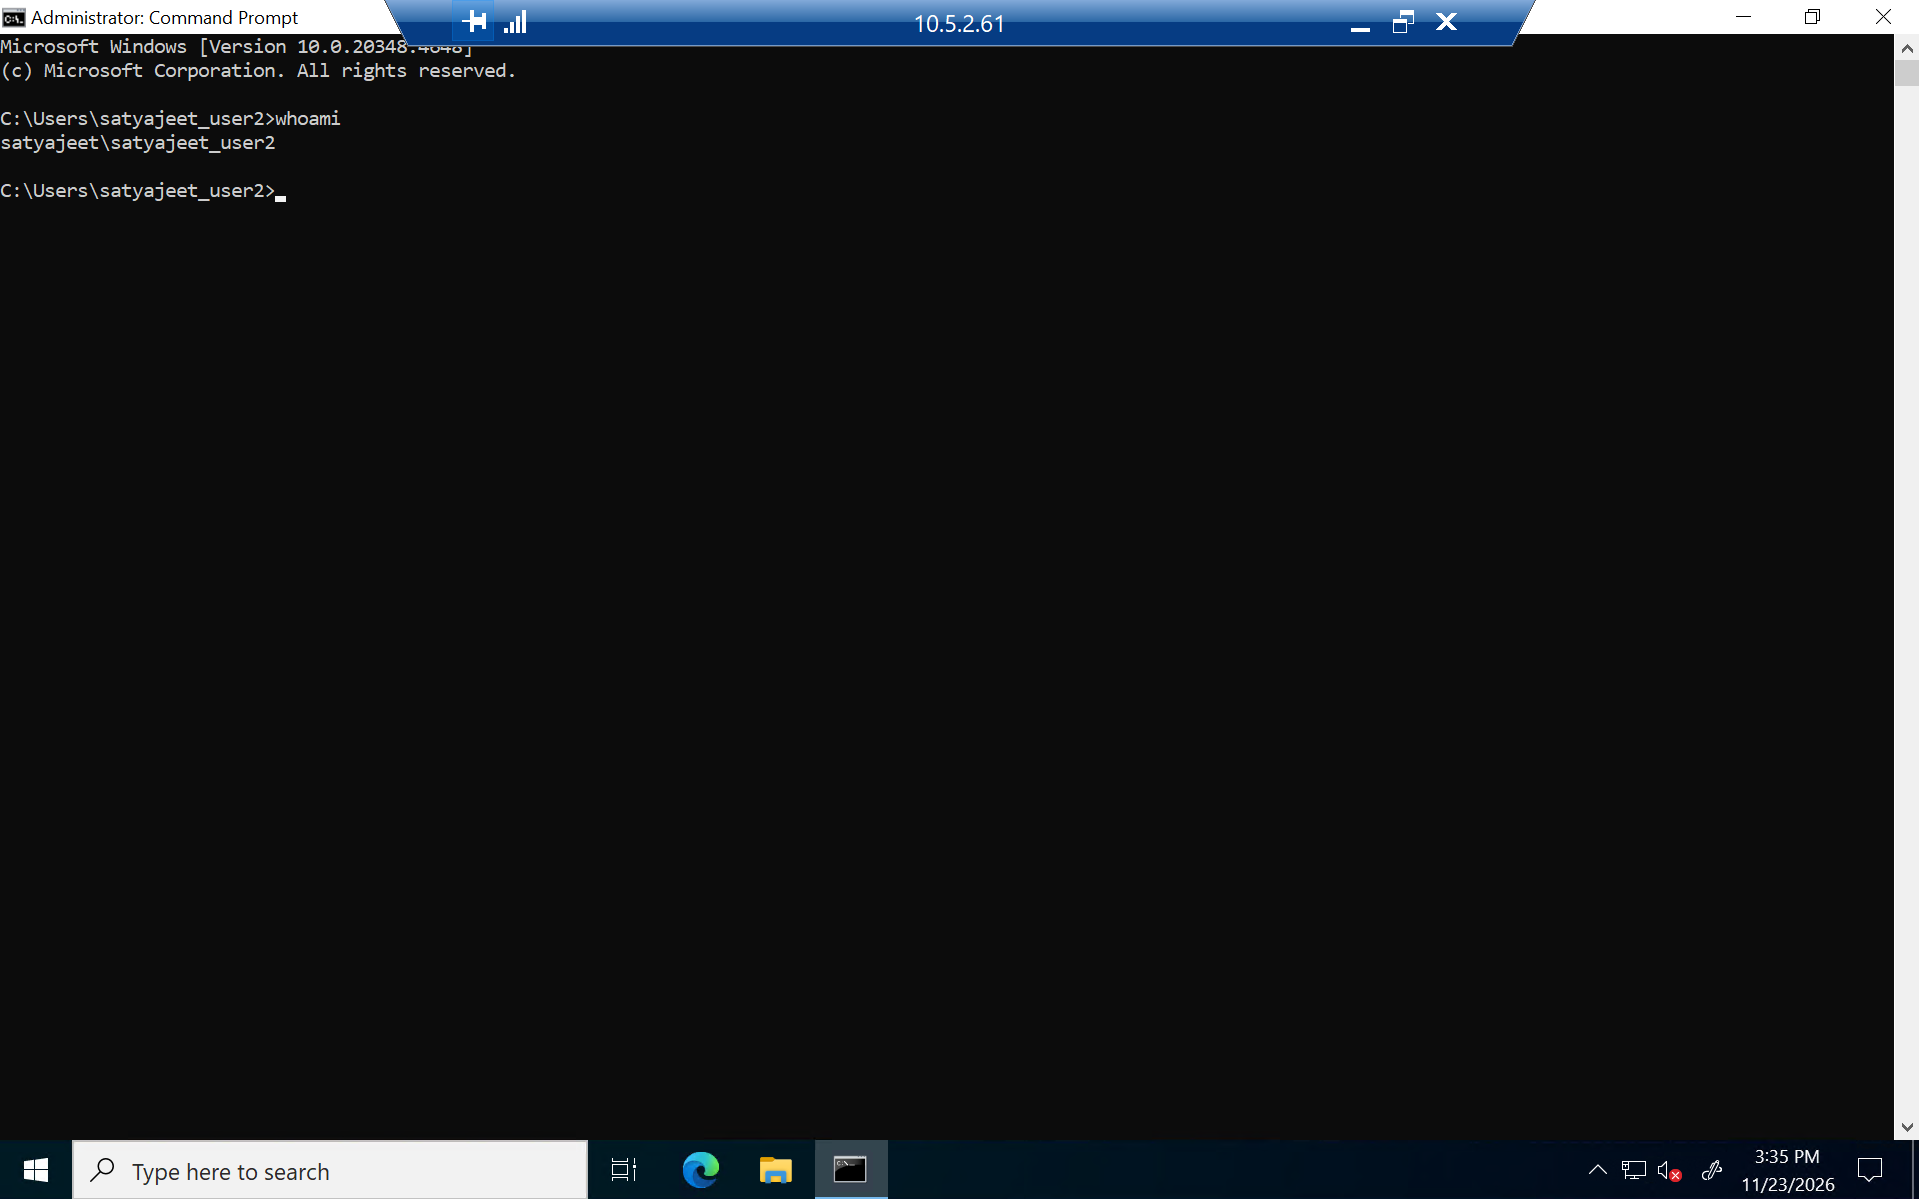 Administrator: Command Prompt
10.5.2.61
Microsoft Windows [Version 10.0.20348.4648]
(c) Microsoft Corporation. All rights reserved.
C:\Users\satyajeet_user2>whoami
satyajeet\satyajeet_user2
C:\Users\satyajeet_user2>
Type here to search
3:35 PM
11/23/2026